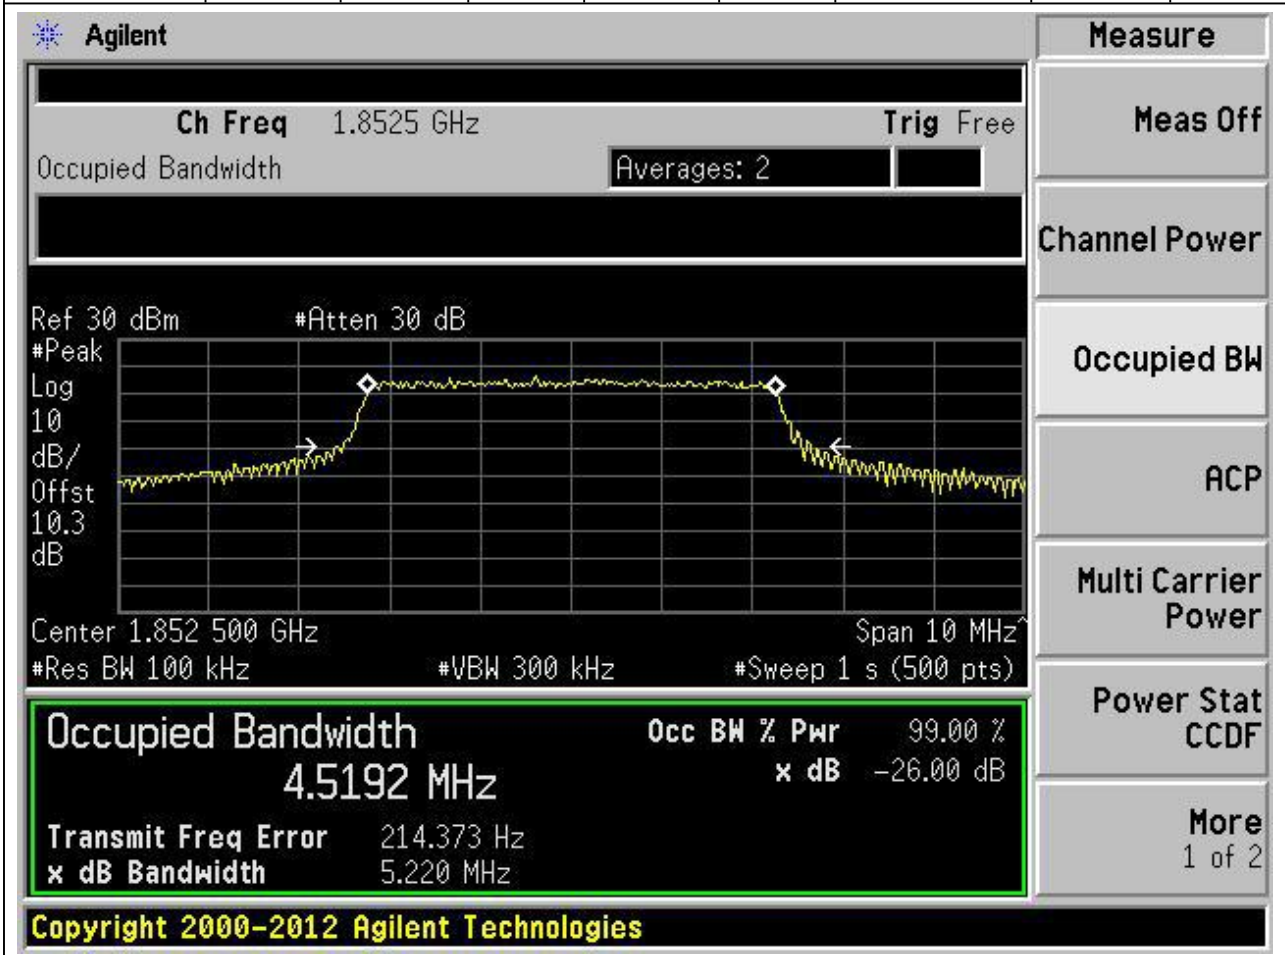 Agilent
Measure
Ch Freq 1.8525 GHz Trig Free
Occupied Bandwidth Averages: 2
Meas Off
Channel Power
Occupied BW
ACP
Multi Carrier
Power
Power Stat
CCDF
More
1 of 2
Ref 30 dBm #Atten 30 dB
#Peak
Log
10
dB/
Offst
10.3
dB
Center 1.852 500 GHz Span 10 MHz^
#Res BW 100 kHz #VBW 300 kHz #Sweep 1 s (500 pts)
Occupied Bandwidth Occ BW % Pwr 99.00 %
4.5192 MHz x dB -26.00 dB
Transmit Freq Error 214.373 Hz
x dB Bandwidth 5.220 MHz
Copyright 2000-2012 Agilent Technologies